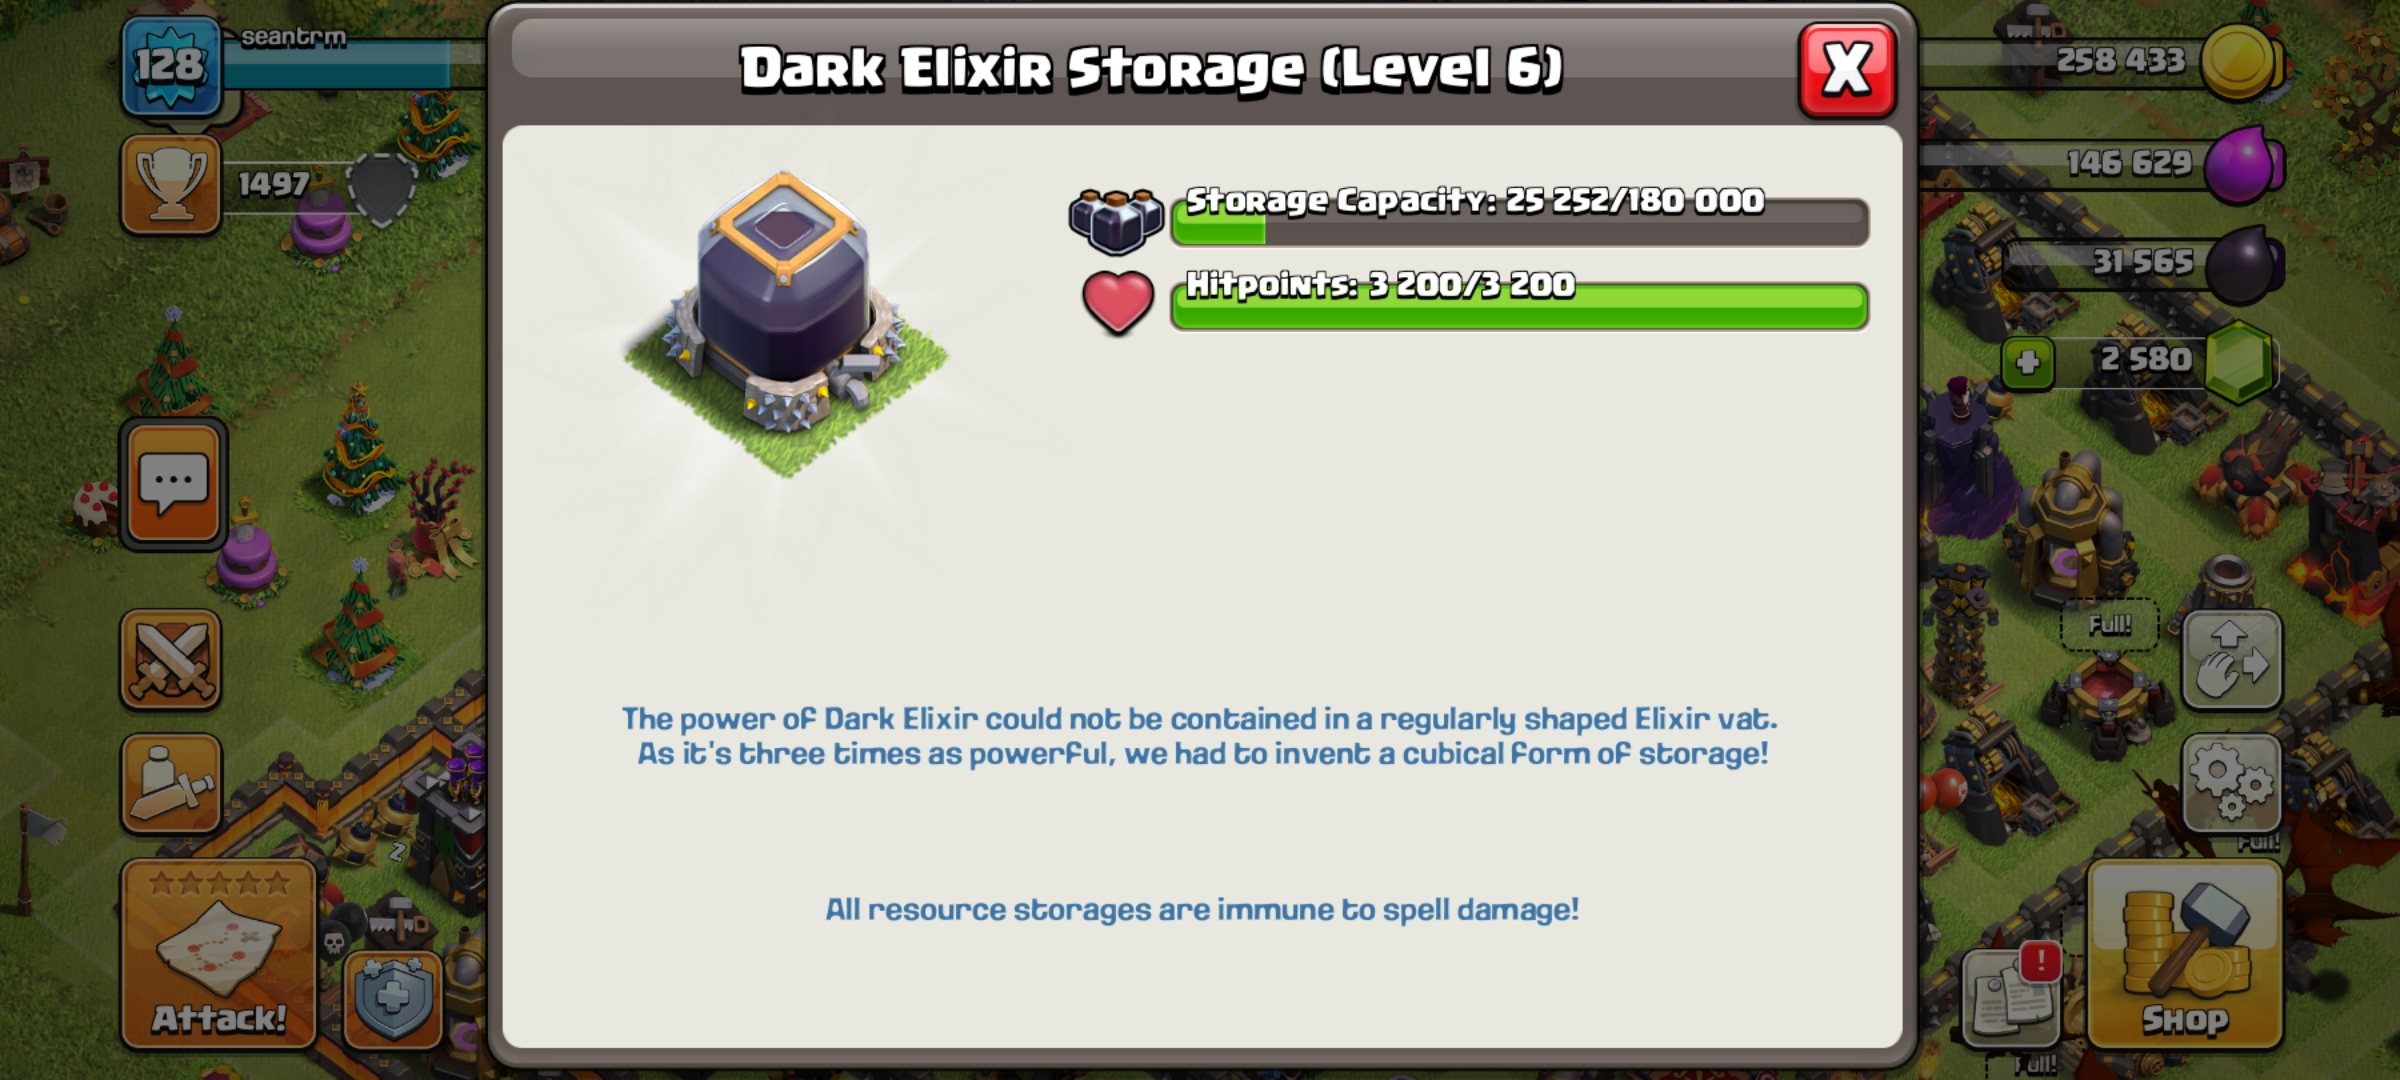 128
seantrm
1497
Dark Elixir Storage (Level 6)
X
258 433
146 629
31 565
2 580
Storage Capacity: 25 252/180 000
Hitpoints: 3 200/3 200
The power of Dark Elixir could not be contained in a regularly shaped Elixir vat.
As it's three times as powerful, we had to invent a cubical form of storage!
All resource storages are immune to spell damage!
Full!
Full!
z
Attack!
!
Shop
Full!